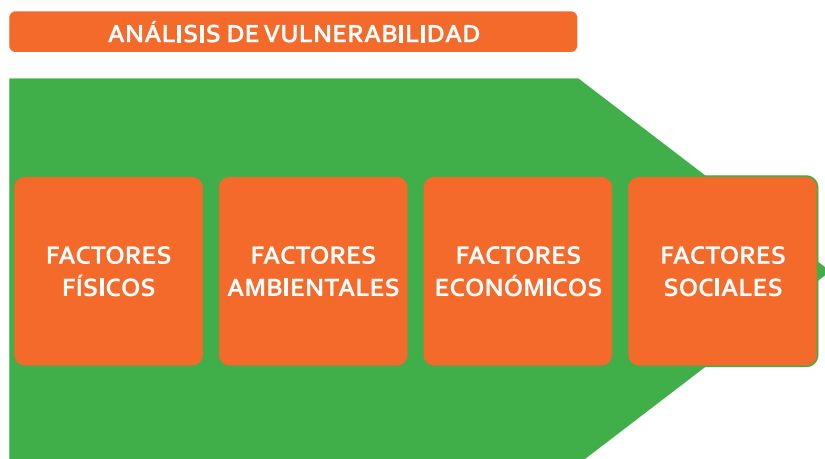 ANÁLISIS DE VULNERABILIDAD
FACTORES
FÍSICOS
FACTORES
AMBIENTALES
FACTORES
ECONÓMICOS
FACTORES
SOCIALES